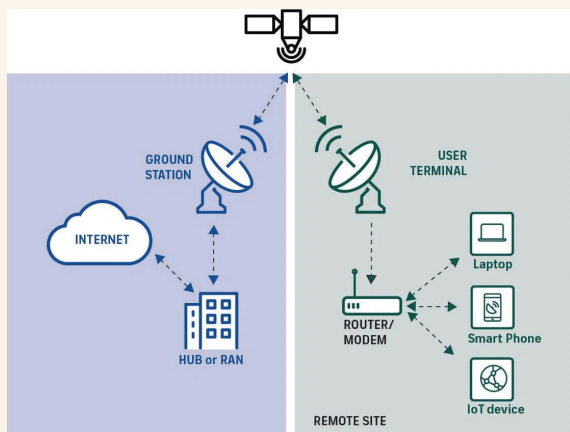 GROUND
STATION
USER
TERMINAL
INTERNET
HUB or RAN
ROUTER/
MODEM
Laptop
Smart Phone
IoT device
REMOTE SITE